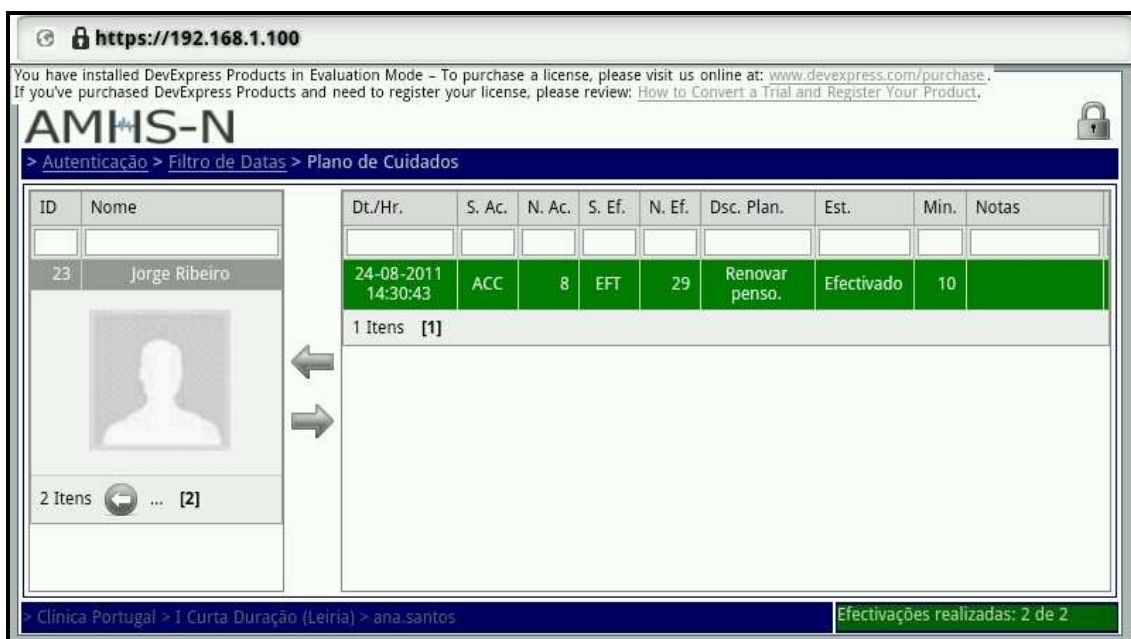 https://192.168.1.100
You have installed DevExpress Products in Evaluation Mode – To purchase a license, please visit us online at: www.devexpress.com/purchase.
If you've purchased DevExpress Products and need to register your license, please review: How to Convert a Trial and Register Your Product.
AMHS-N
> Autenticação > Filtro de Datas > Plano de Cuidados
ID Nome Dt./Hr. S. Ac. N. Ac. S. Ef. N. Ef. Dsc. Plan. Est. Min. Notas
23 Jorge Ribeiro 24-08-2011 14:30:43 ACC 8 EFT 29 Renovar penso. Efectivado 10
1 Itens [1]
2 Itens ... [2]
> Clínica Portugal > I Curta Duração (Leiria) > ana.santos
Efectivações realizadas: 2 de 2